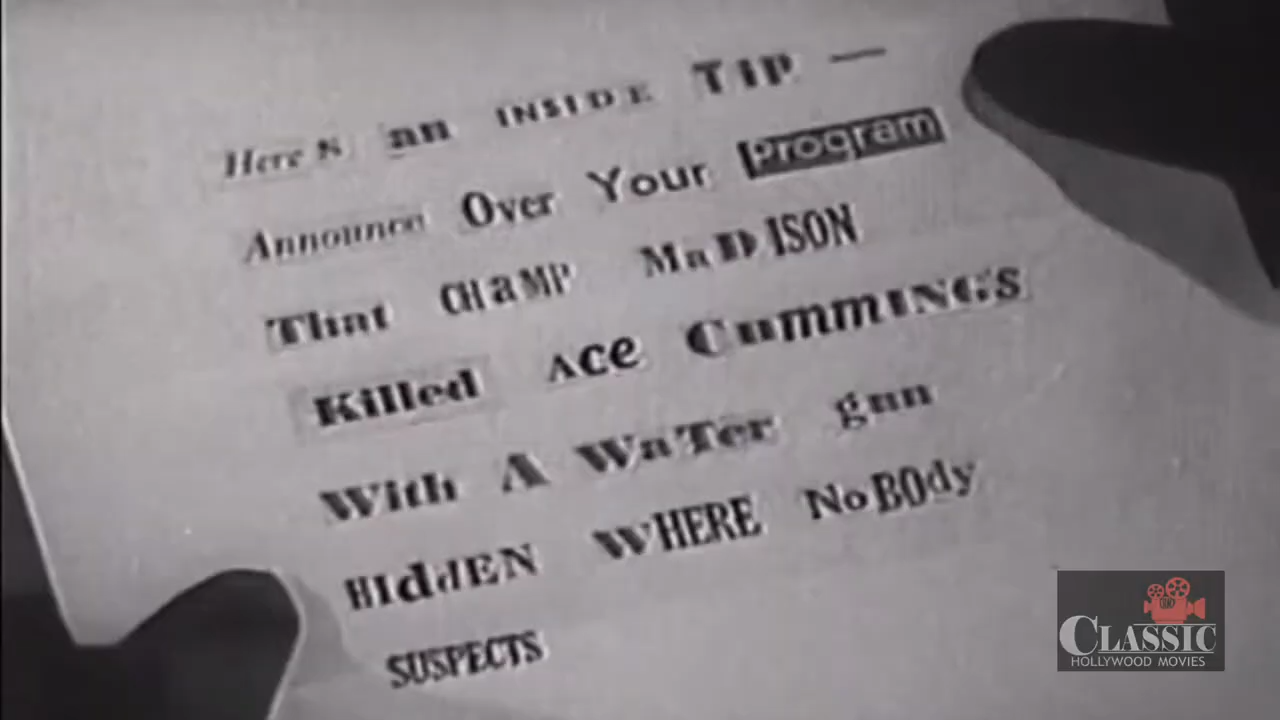 Here s an INSIDE TIP —
Announce Over Your Program
That CHaMP MaDISON
Killed Ace CummINGS
With A WaTer gun
HIddEN WHERE NoBOdy
SUSPECTS
CLASSIC
HOLLYWOOD MOVIES